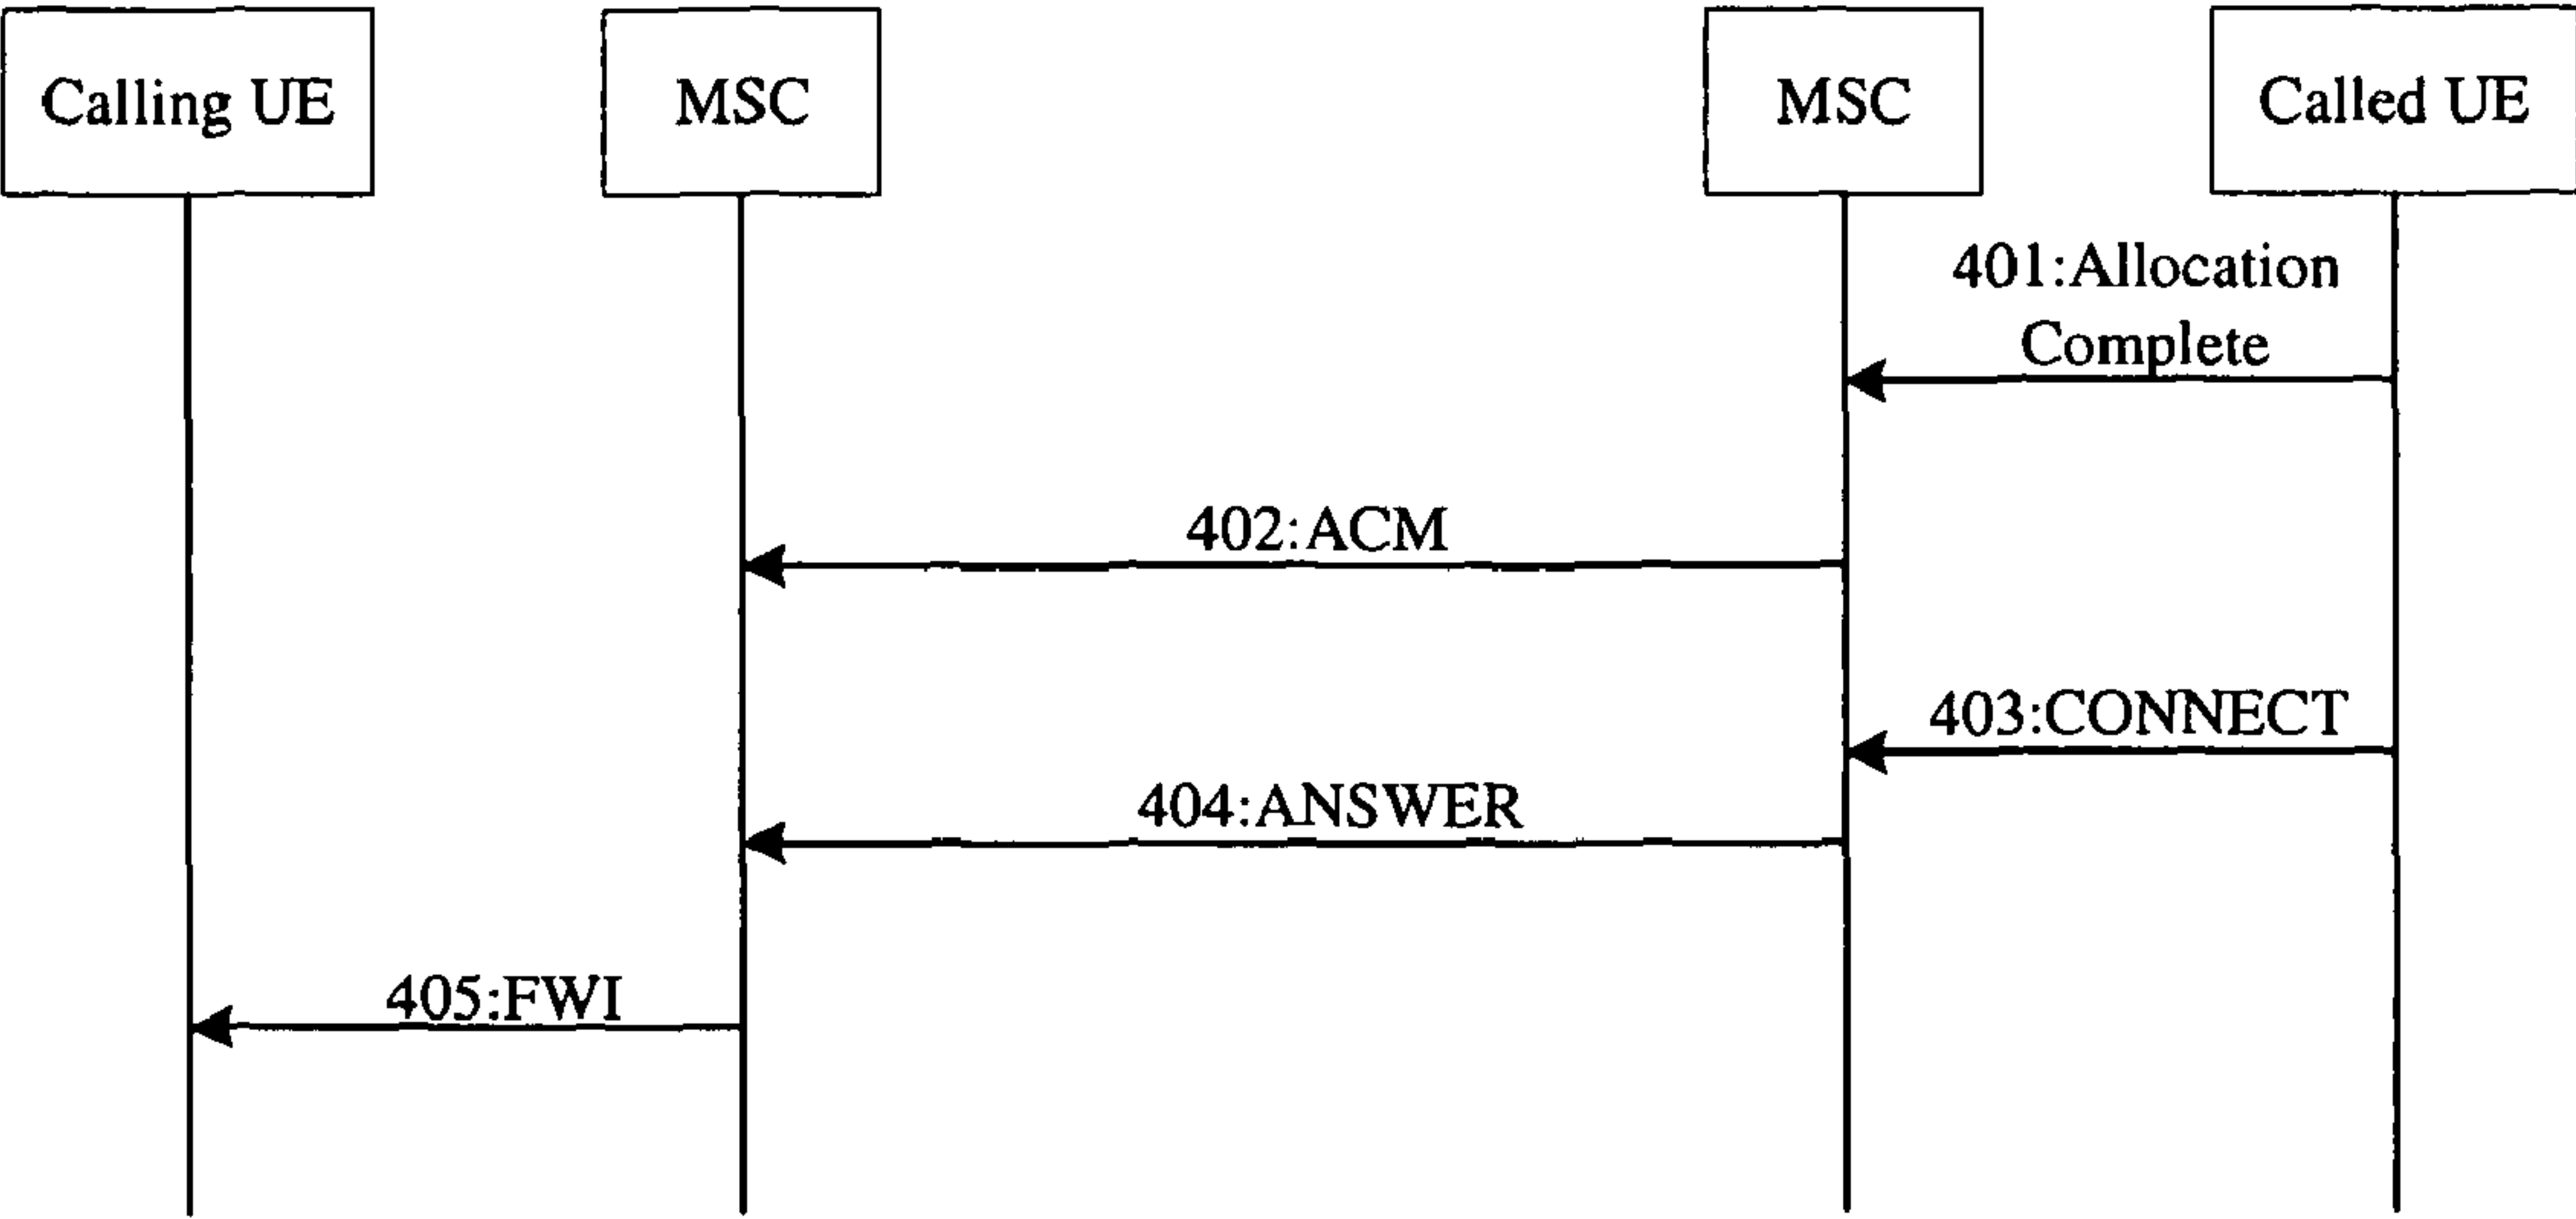 Calling UE
MSC
MSC
Called UE
401:Allocation
Complete
402:ACM
403:CONNECT
404:ANSWER
405:FWI